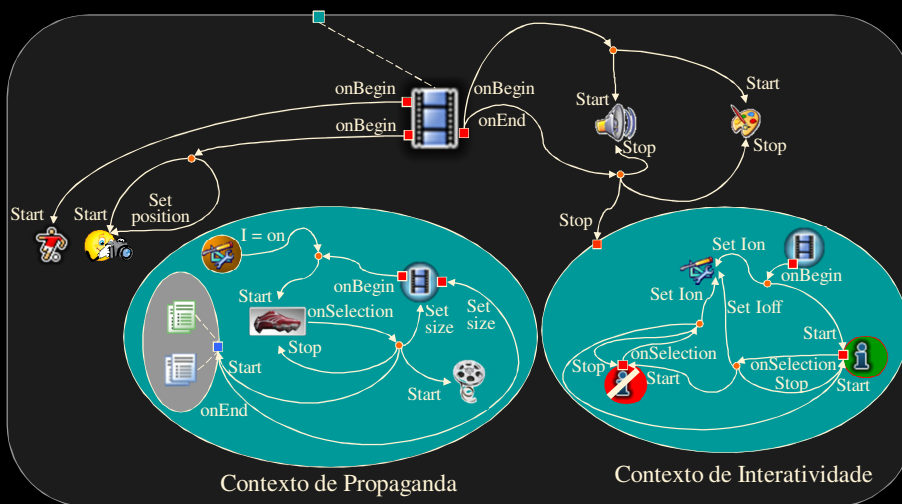 onBegin
onBegin
onBegin
onEnd
Start
Start
Stop
Stop
Start
Start
Set
position
Stop
I = on
Start
onSelection
Stop
onBegin
Set
size
Set
size
Start
onEnd
Start
Set Ion
onBegin
Set Ion
Set Ioff
Start
Stop
onSelection
Start
onSelection
Stop
Start
Contexto de Propaganda
Contexto de Interatividade